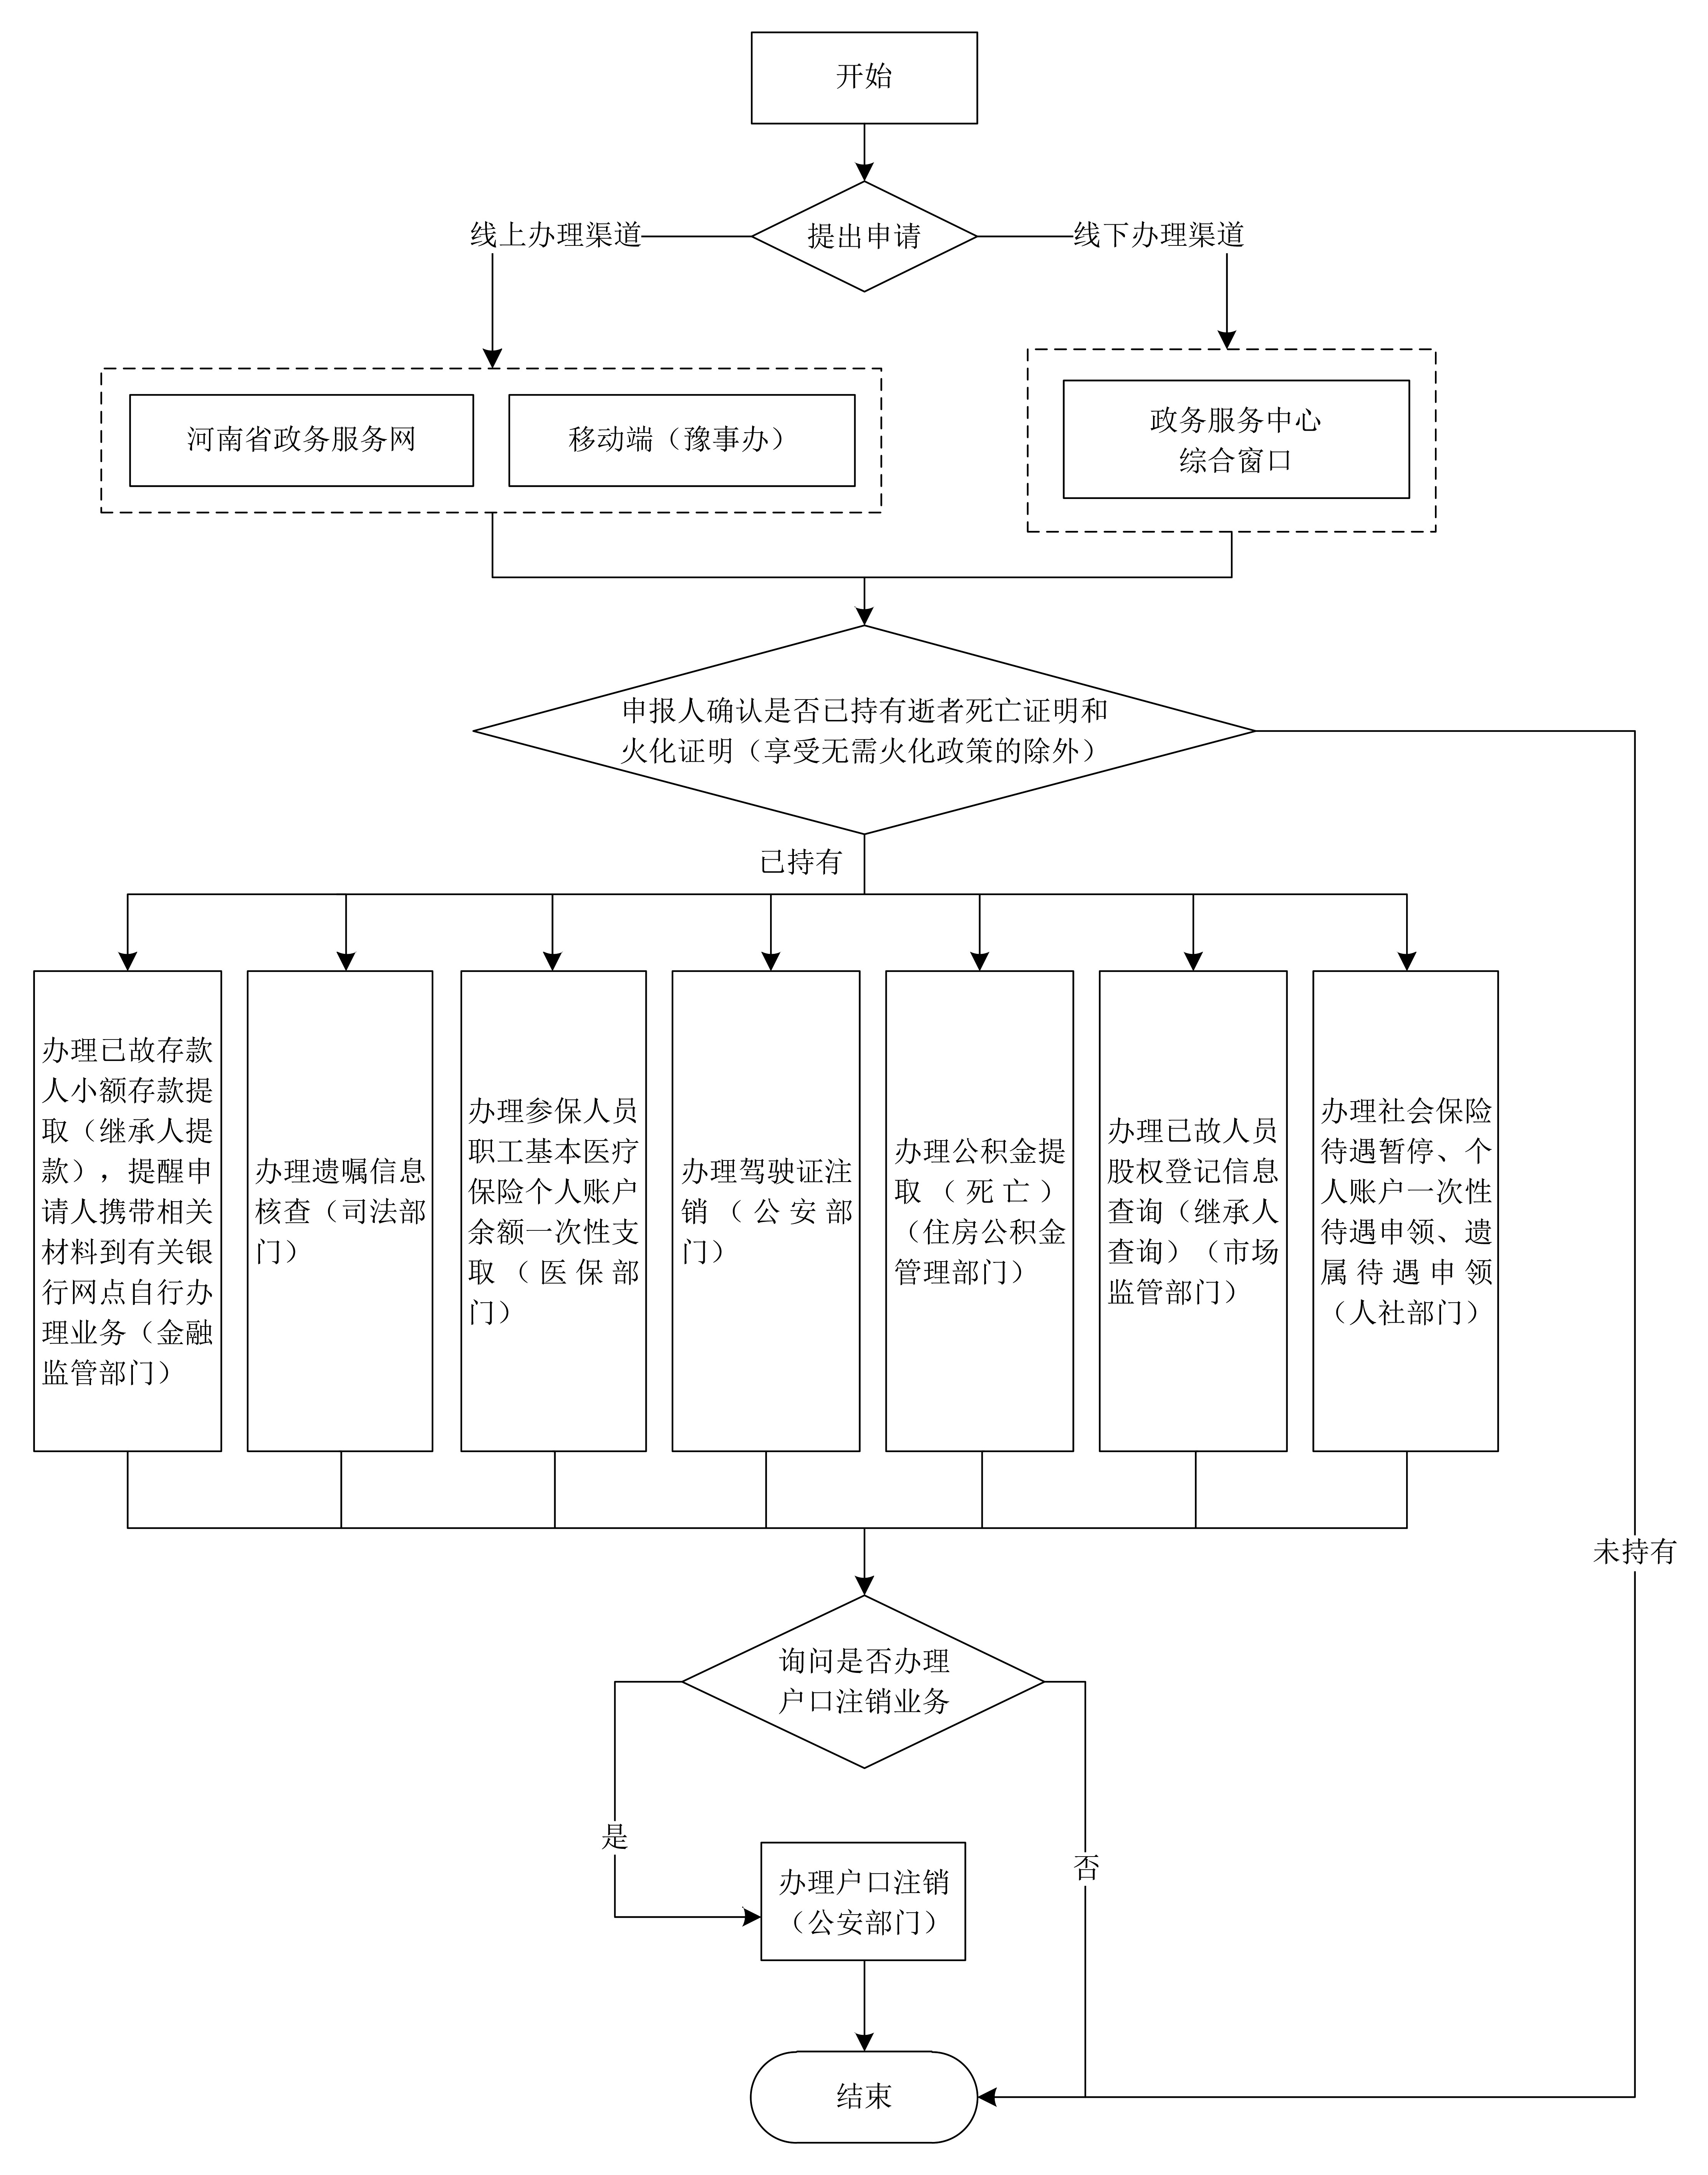 开始
提出申请
线上办理渠道
线下办理渠道
河南省政务服务网
移动端（豫事办）
政务服务中心
综合窗口
申报人确认是否已持有逝者死亡证明和
火化证明（享受无需火化政策的除外）
已持有
办理已故存款
人小额存款提
取（继承人提
款），提醒申
请人携带相关
材料到有关银
行网点自行办
理业务（金融
监管部门）
办理遗嘱信息
核查（司法部
门）
办理参保人员
职工基本医疗
保险个人账户
余额一次性支
取（医保部
门）
办理驾驶证注
销（公安部
门）
办理公积金提
取（死亡）
（住房公积金
管理部门）
办理已故人员
股权登记信息
查询（继承人
查询）（市场
监管部门）
办理社会保险
待遇暂停、个
人账户一次性
待遇申领、遗
属待遇申领
（人社部门）
未持有
询问是否办理
户口注销业务
是
否
办理户口注销
（公安部门）
结束